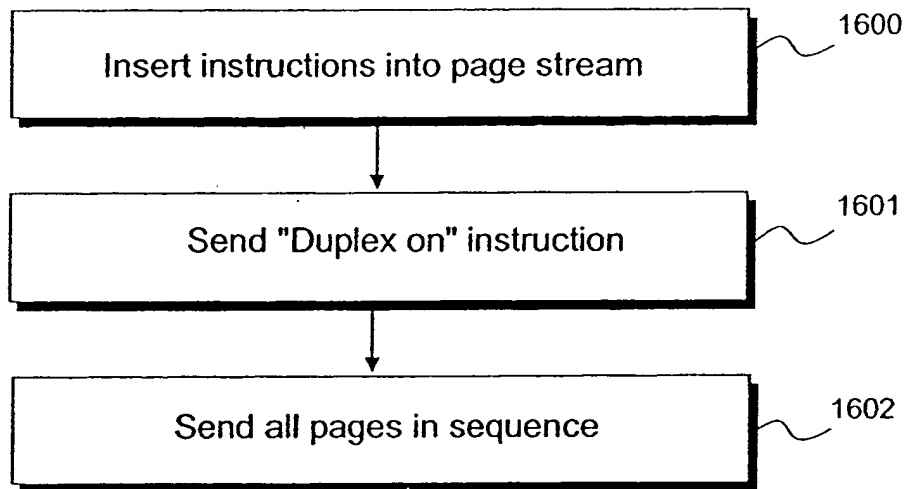 1600
Insert instructions into page stream
1601
Send "Duplex on" instruction
1602
Send all pages in sequence